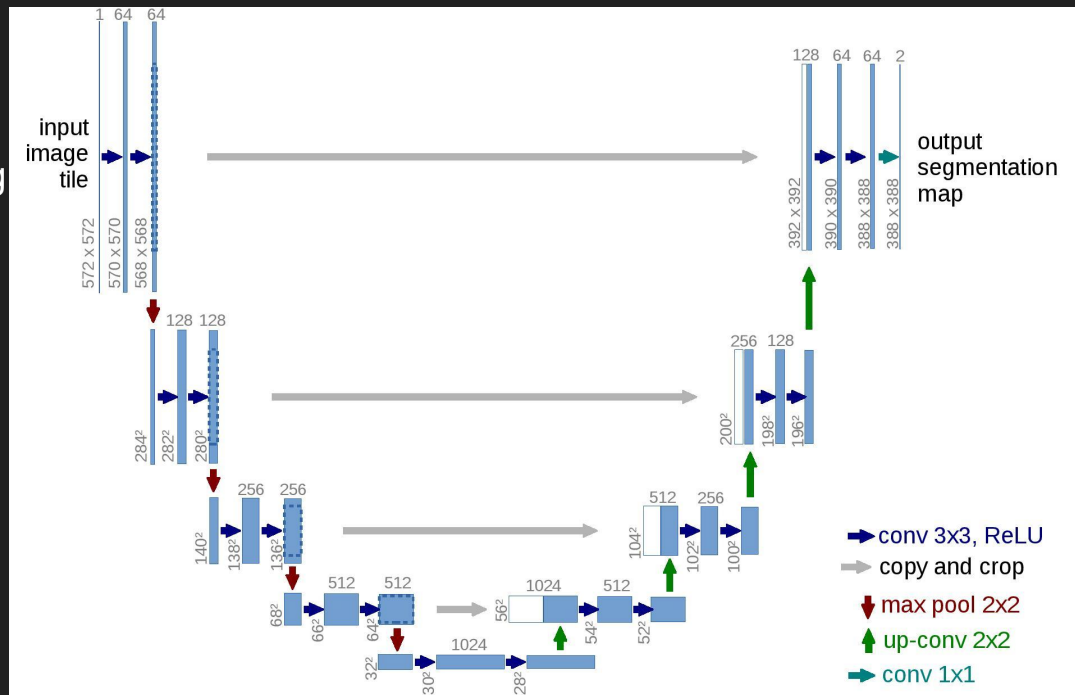 1 64 64
128 64 64 2
input
image
tile
output
segmentation
map
572 x 572
570 x 570
568 x 568
392 x 392
390 x 390
388 x 388
388 x 388
128 128
256 128
284²
282²
280²
200²
198²
196²
256 256
512 256
140²
138²
136²
104²
102²
100²
conv 3x3, ReLU
copy and crop
max pool 2x2
up-conv 2x2
conv 1x1
512 512
1024 512
68²
66²
64²
56²
54²
52²
1024
32²
30²
28²